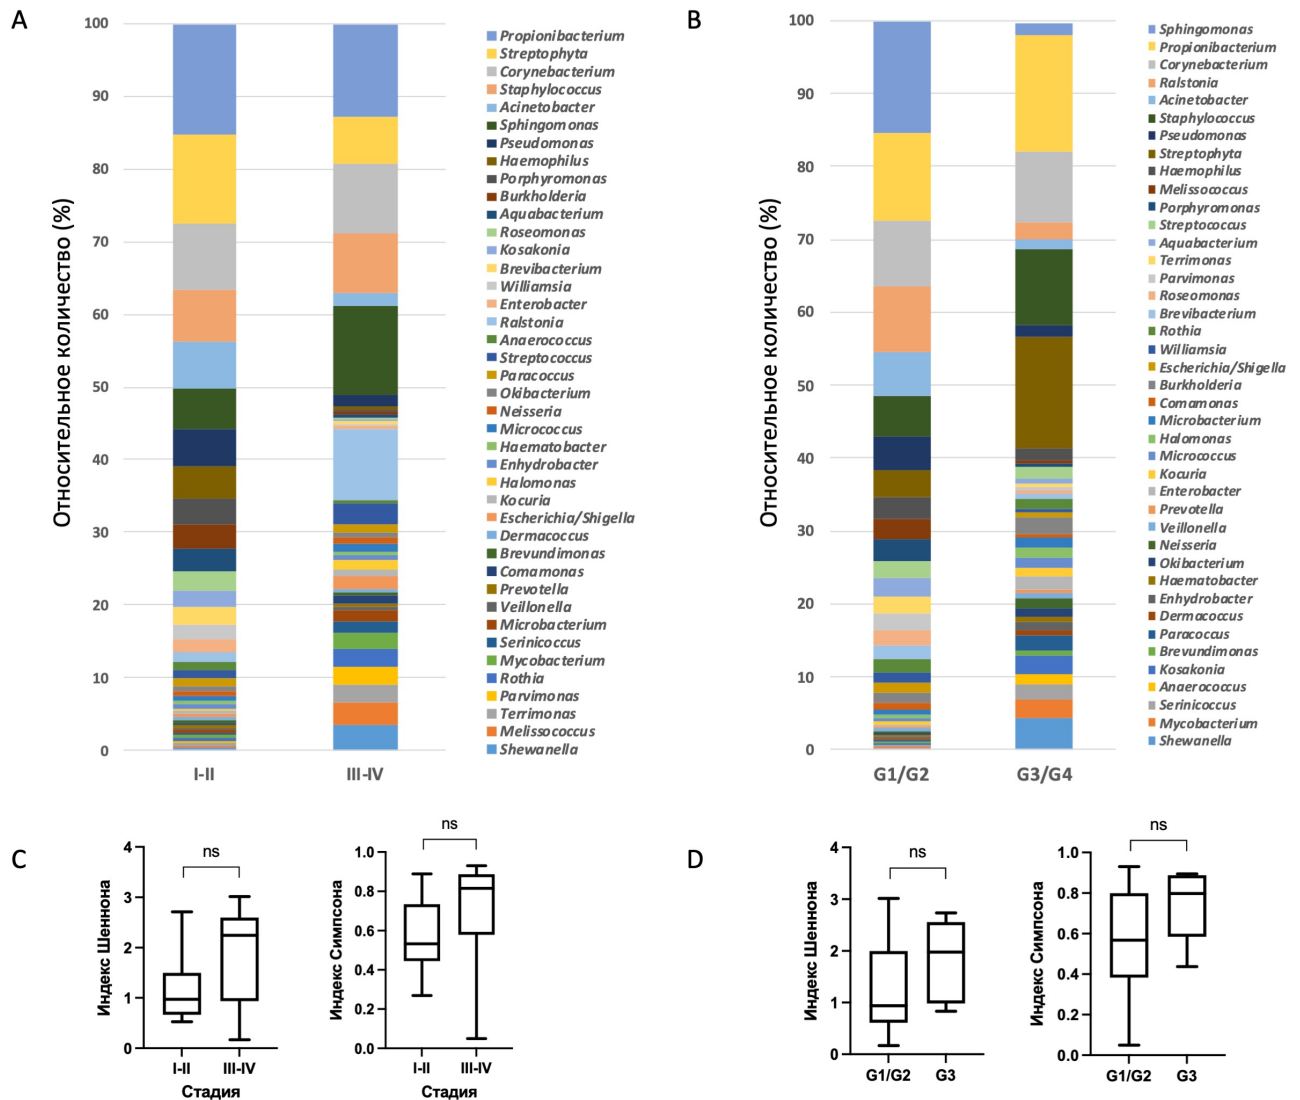 A
Относительное количество (%)
100
90
80
70
60
50
40
30
20
10
0
I-II
III-IV
Propionibacterium
Streptophyta
Corynebacterium
Staphylococcus
Acinetobacter
Sphingomonas
Pseudomonas
Haemophilus
Porphyromonas
Burkholderia
Aquabacterium
Roseomonas
Kosakonia
Brevibacterium
Williamsia
Enterobacter
Ralstonia
Anaerococcus
Streptococcus
Paracoccus
Okibacterium
Neisseria
Micrococcus
Haematobacter
Enhydrobacter
Halomonas
Kocuria
Escherichia/Shigella
Dermacoccus
Brevundimonas
Comamonas
Prevotella
Veillonella
Microbacterium
Serinicoccus
Mycobacterium
Rothia
Parvimonas
Terrimonas
Melissococcus
Shewanella
B
Относительное количество (%)
100
90
80
70
60
50
40
30
20
10
0
G1/G2
G3/G4
Sphingomonas
Propionibacterium
Corynebacterium
Ralstonia
Acinetobacter
Staphylococcus
Pseudomonas
Streptophyta
Haemophilus
Melissococcus
Porphyromonas
Streptococcus
Aquabacterium
Terrimonas
Parvimonas
Roseomonas
Brevibacterium
Rothia
Williamsia
Escherichia/Shigella
Burkholderia
Comamonas
Microbacterium
Halomonas
Micrococcus
Kocuria
Enterobacter
Prevotella
Veillonella
Neisseria
Okibacterium
Haematobacter
Enhydrobacter
Dermacoccus
Paracoccus
Brevundimonas
Kosakonia
Anaerococcus
Serinicoccus
Mycobacterium
Shewanella
C
Индекс Шеннона
4
3
2
1
0
ns
I-II
III-IV
Стадия
Индекс Симпсона
1.0
0.8
0.6
0.4
0.2
0.0
ns
I-II
III-IV
Стадия
D
Индекс Шеннона
4
3
2
1
0
ns
G1/G2
G3
Индекс Симпсона
1.0
0.8
0.6
0.4
0.2
0.0
ns
G1/G2
G3